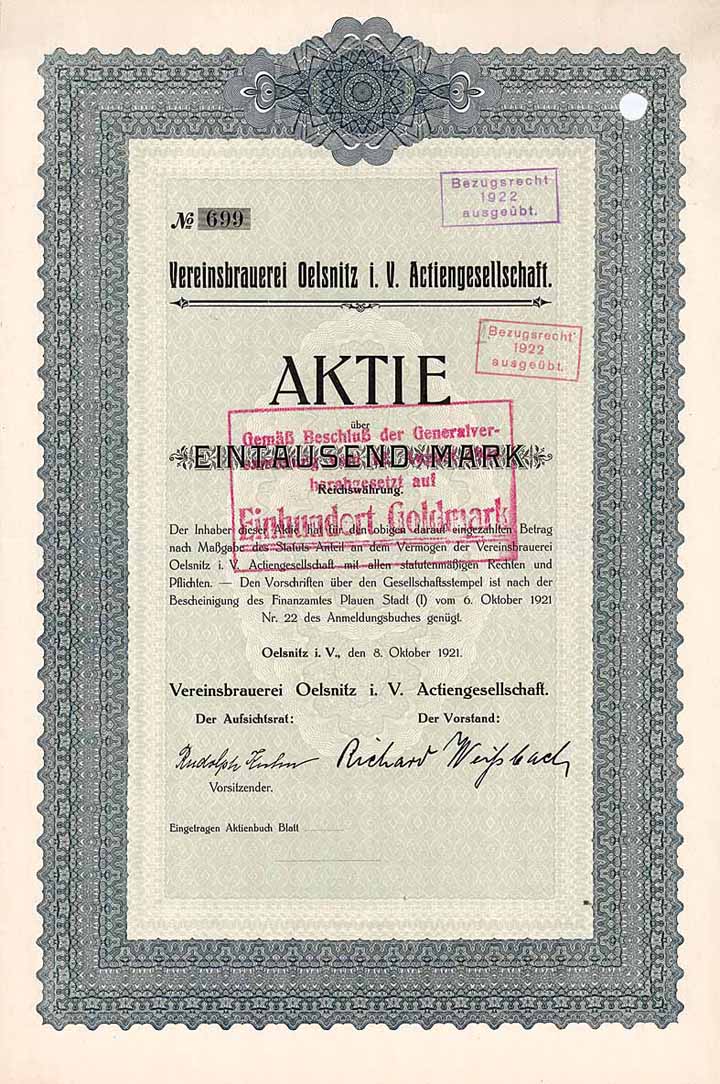 Bezugsrecht
1922
ausgeübt.
№ 699
Vereinsbrauerei Oelsnitz i. V. Actiengesellschaft.
Bezugsrecht
1922
ausgeübt.
AKTIE
über
Gemäß Beschluß der Generalver-
EINTAUSEND MARK
herabgesetzt auf
Reichswährung.
Einhundert Goldmark
Der Inhaber dieser Aktie hat für den obigen darauf eingezahlten Betrag
nach Maßgabe des Statuts Anteil an dem Vermögen der Vereinsbrauerei
Oelsnitz i. V. Actiengesellschaft mit allen statutenmäßigen Rechten und
Pflichten. — Den Vorschriften über den Gesellschaftsstempel ist nach der
Bescheinigung des Finanzamtes Plauen Stadt (I) vom 6. Oktober 1921
Nr. 22 des Anmeldungsbuches genügt.
Oelsnitz i. V., den 8. Oktober 1921.
Vereinsbrauerei Oelsnitz i. V. Actiengesellschaft.
Der Aufsichtsrat: Der Vorstand:
Rudolph Richard Weißbach
Vorsitzender.
Eingetragen Aktienbuch Blatt